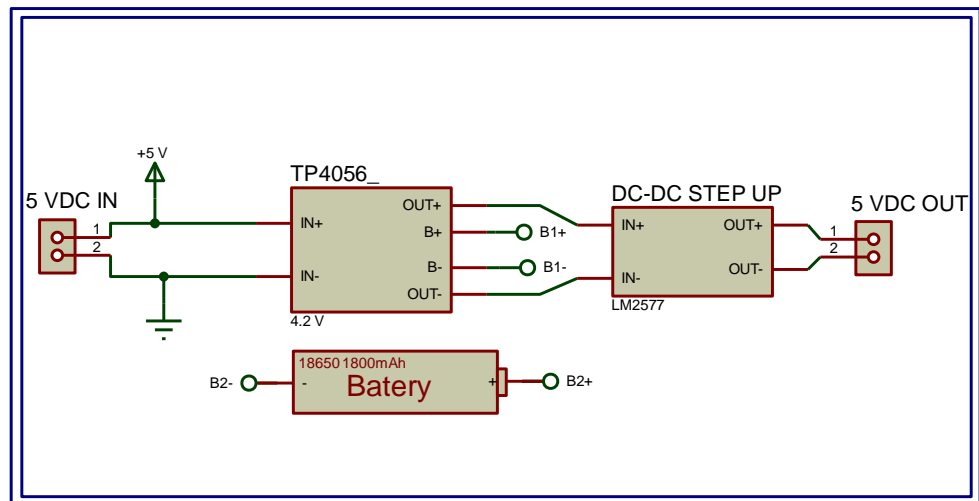 +5 V
5 VDC IN
1
2
TP4056_
IN+
IN-
OUT+
B+
B-
OUT-
4.2 V
B1+
B1-
DC-DC STEP UP
IN+
IN-
OUT+
OUT-
LM2577
5 VDC OUT
1
2
B2-
18650 1800mAh
- Batery +
B2+